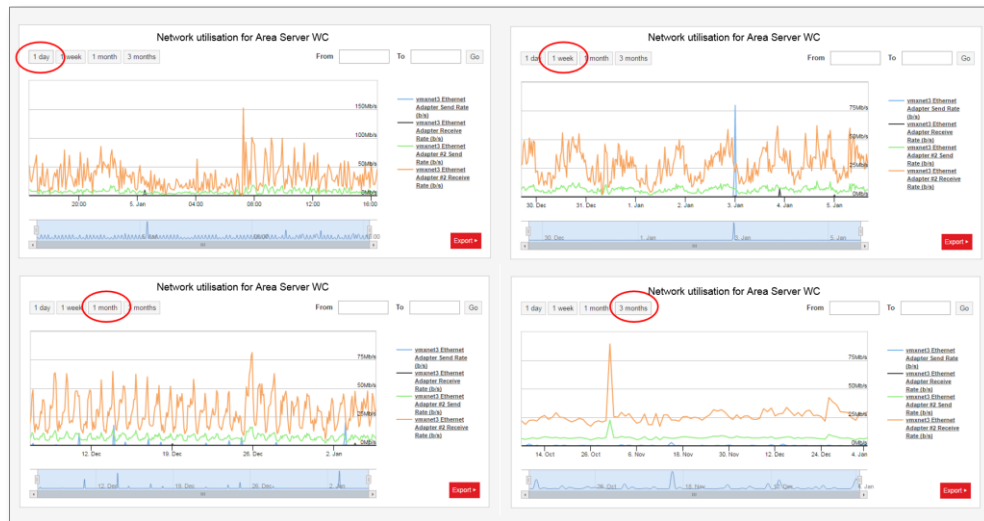 Network utilisation for Area Server WC
1 day 1 week 1 month 3 months From To Go
150Mb/s
100Mb/s
50Mb/s
0Mb/s
20:00 5. Jan 04:00 08:00 12:00 16:00
vmxnet3 Ethernet
Adapter Send Rate
(b/s)
vmxnet3 Ethernet
Adapter Receive
Rate (b/s)
vmxnet3 Ethernet
Adapter #2 Send
Rate (b/s)
vmxnet3 Ethernet
Adapter #2 Receive
Rate (b/s)
Export
Network utilisation for Area Server WC
1 day 1 week 1 month 3 months From To Go
75Mb/s
50Mb/s
25Mb/s
0Mb/s
30. Dec 31. Dec 1. Jan 2. Jan 3. Jan 4. Jan 5. Jan
vmxnet3 Ethernet
Adapter Send Rate
(b/s)
vmxnet3 Ethernet
Adapter Receive
Rate (b/s)
vmxnet3 Ethernet
Adapter #2 Send
Rate (b/s)
vmxnet3 Ethernet
Adapter #2 Receive
Rate (b/s)
30. Dec 1. Jan 3. Jan 5. Jan
Export
Network utilisation for Area Server WC
1 day 1 week 1 month months From To Go
75Mb/s
50Mb/s
25Mb/s
0Mb/s
12. Dec 19. Dec 26. Dec 2. Jan
vmxnet3 Ethernet
Adapter Send Rate
(b/s)
vmxnet3 Ethernet
Adapter Receive
Rate (b/s)
vmxnet3 Ethernet
Adapter #2 Send
Rate (b/s)
vmxnet3 Ethernet
Adapter #2 Receive
Rate (b/s)
12. Dec 19. Dec 26. Dec 2. Jan
Export
Network utilisation for Area Server WC
1 day 1 week 1 month 3 months From To Go
75Mb/s
50Mb/s
25Mb/s
0Mb/s
14. Oct 26. Oct 6. Nov 18. Nov 30. Nov 12. Dec 24. Dec 4. Jan
vmxnet3 Ethernet
Adapter Send Rate
(b/s)
vmxnet3 Ethernet
Adapter Receive
Rate (b/s)
vmxnet3 Ethernet
Adapter #2 Send
Rate (b/s)
vmxnet3 Ethernet
Adapter #2 Receive
Rate (b/s)
Export